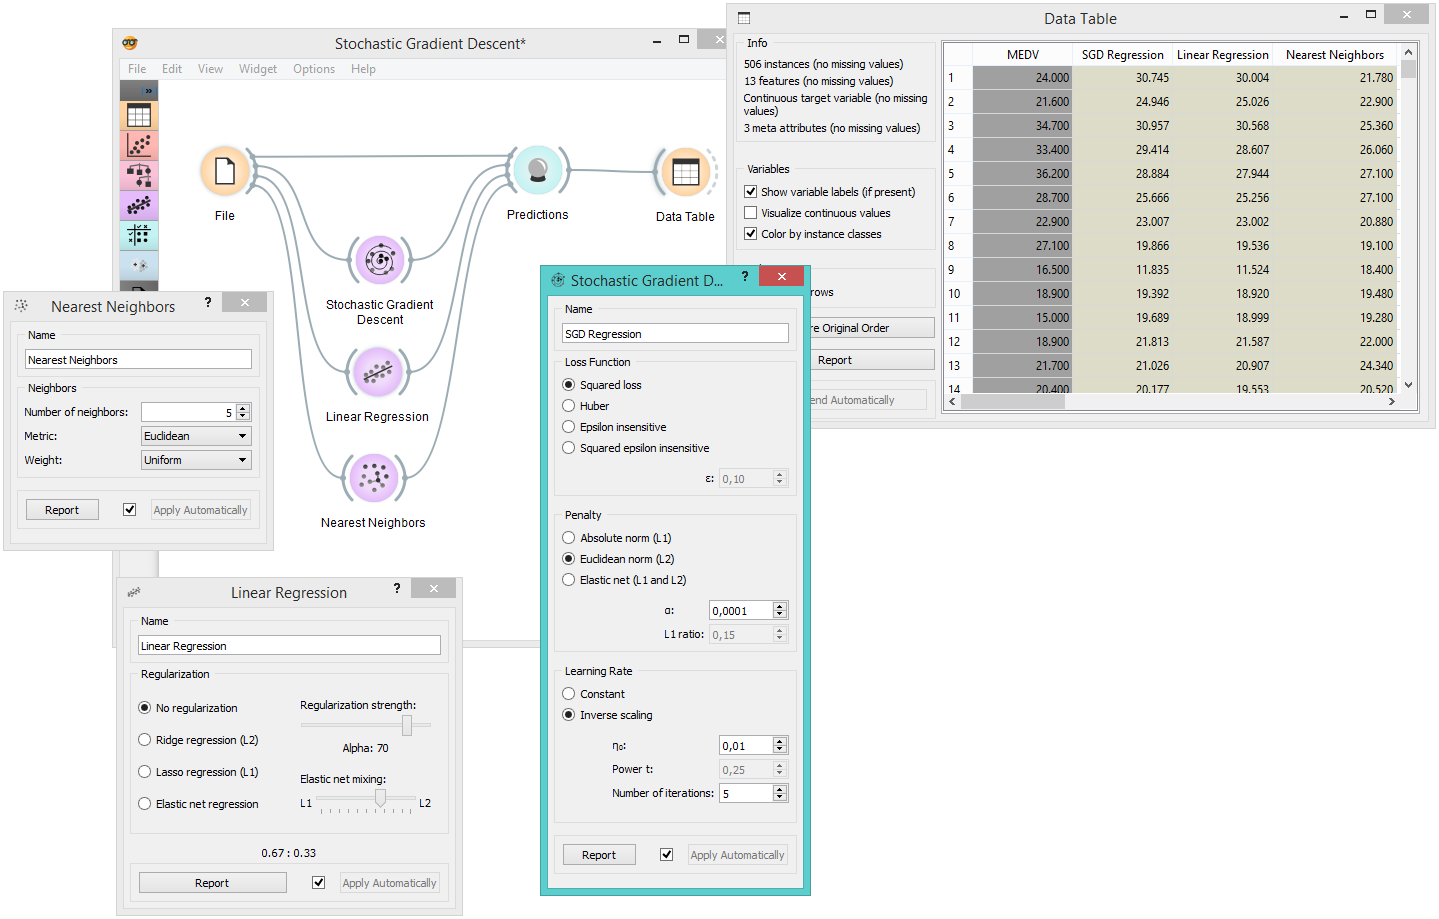 Stochastic Gradient Descent*
File Edit View Widget Options Help
»
File
Predictions
Data Table
Stochastic Gradient
Descent
Linear Regression
Nearest Neighbors
Data Table
Info
506 instances (no missing values)
13 features (no missing values)
Continuous target variable (no missing
values)
3 meta attributes (no missing values)
Variables
Show variable labels (if present)
Visualize continuous values
Color by instance classes
rows
re Original Order
Report
end Automatically
MEDV SGD Regression Linear Regression Nearest Neighbors
1 24.000 30.745 30.004 21.780
2 21.600 24.946 25.026 22.900
3 34.700 30.957 30.568 25.360
4 33.400 29.414 28.607 26.060
5 36.200 28.884 27.944 27.100
6 28.700 25.666 25.256 27.100
7 22.900 23.007 23.002 20.880
8 27.100 19.866 19.536 19.100
9 16.500 11.835 11.524 18.400
10 18.900 19.392 18.920 19.480
11 15.000 19.689 18.999 19.280
12 18.900 21.813 21.587 22.000
13 21.700 21.026 20.907 24.340
14 20.400 20.177 19.553 20.520
Nearest Neighbors ?
Name
Nearest Neighbors
Neighbors
Number of neighbors: 5
Metric: Euclidean
Weight: Uniform
Report Apply Automatically
Linear Regression ?
Name
Linear Regression
Regularization
No regularization
Ridge regression (L2)
Lasso regression (L1)
Elastic net regression
Regularization strength:
Alpha: 70
Elastic net mixing:
L1 L2
0.67 : 0.33
Report Apply Automatically
Stochastic Gradient D... ?
Name
SGD Regression
Loss Function
Squared loss
Huber
Epsilon insensitive
Squared epsilon insensitive
ε: 0,10
Penalty
Absolute norm (L1)
Euclidean norm (L2)
Elastic net (L1 and L2)
α: 0,0001
L1 ratio: 0,15
Learning Rate
Constant
Inverse scaling
η₀: 0,01
Power t: 0,25
Number of iterations: 5
Report Apply Automatically